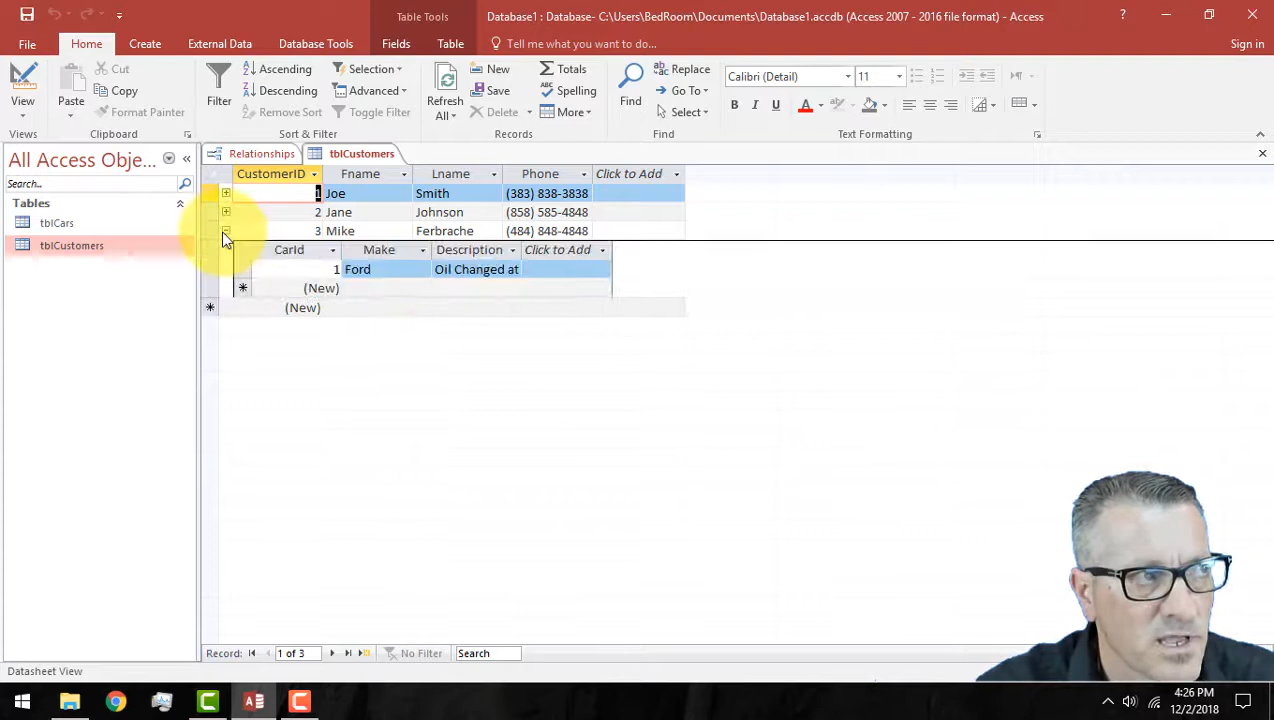 Table Tools
Database1 : Database- C:\Users\BedRoom\Documents\Database1.accdb (Access 2007 - 2016 file format) - Access
?
File
Home
Create
External Data
Database Tools
Fields
Table
Tell me what you want to do...
Sign in
View
Views
Paste
Cut
Copy
Format Painter
Clipboard
Filter
Ascending
Descending
Remove Sort
Selection
Advanced
Toggle Filter
Sort & Filter
Refresh
All
New
Save
Delete
Totals
Spelling
More
Records
Find
Replace
Go To
Select
Find
Calibri (Detail)
11
B I U A
Text Formatting
All Access Obje...
Search...
Tables
tblCars
tblCustomers
Relationships
tblCustomers
CustomerID Fname Lname Phone Click to Add
1 Joe Smith (383) 838-3838
2 Jane Johnson (858) 585-4848
3 Mike Ferbrache (484) 848-4848
CarId Make Description Click to Add
1 Ford Oil Changed at
(New)
(New)
Record: 1 of 3 No Filter Search
Datasheet View
4:26 PM
12/2/2018